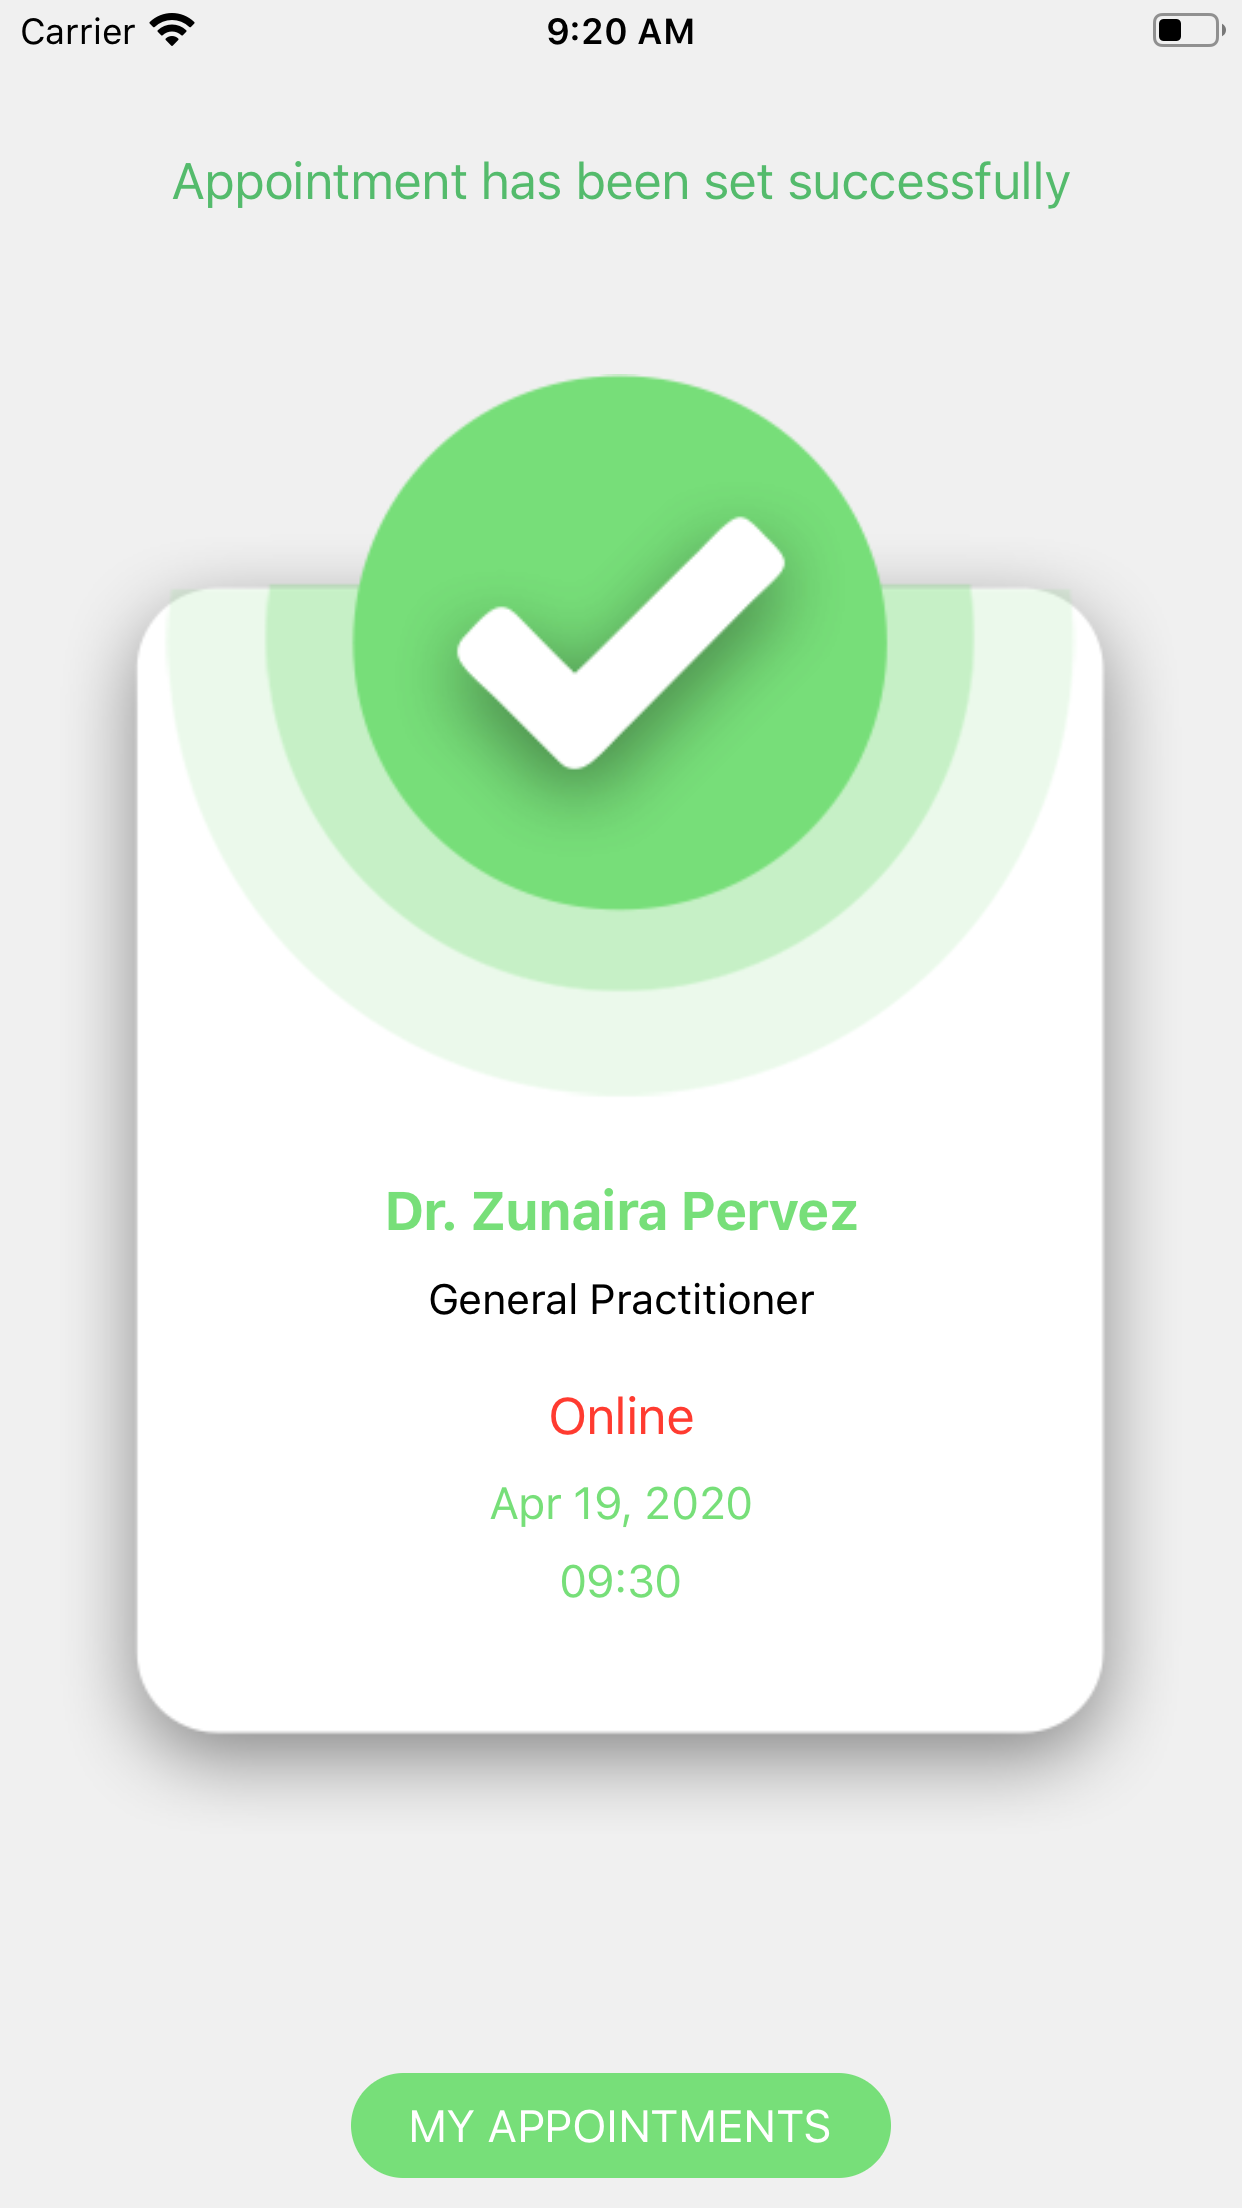 Carrier 9:20 AM
Appointment has been set successfully
Dr. Zunaira Pervez
General Practitioner
Online
Apr 19, 2020
09:30
MY APPOINTMENTS